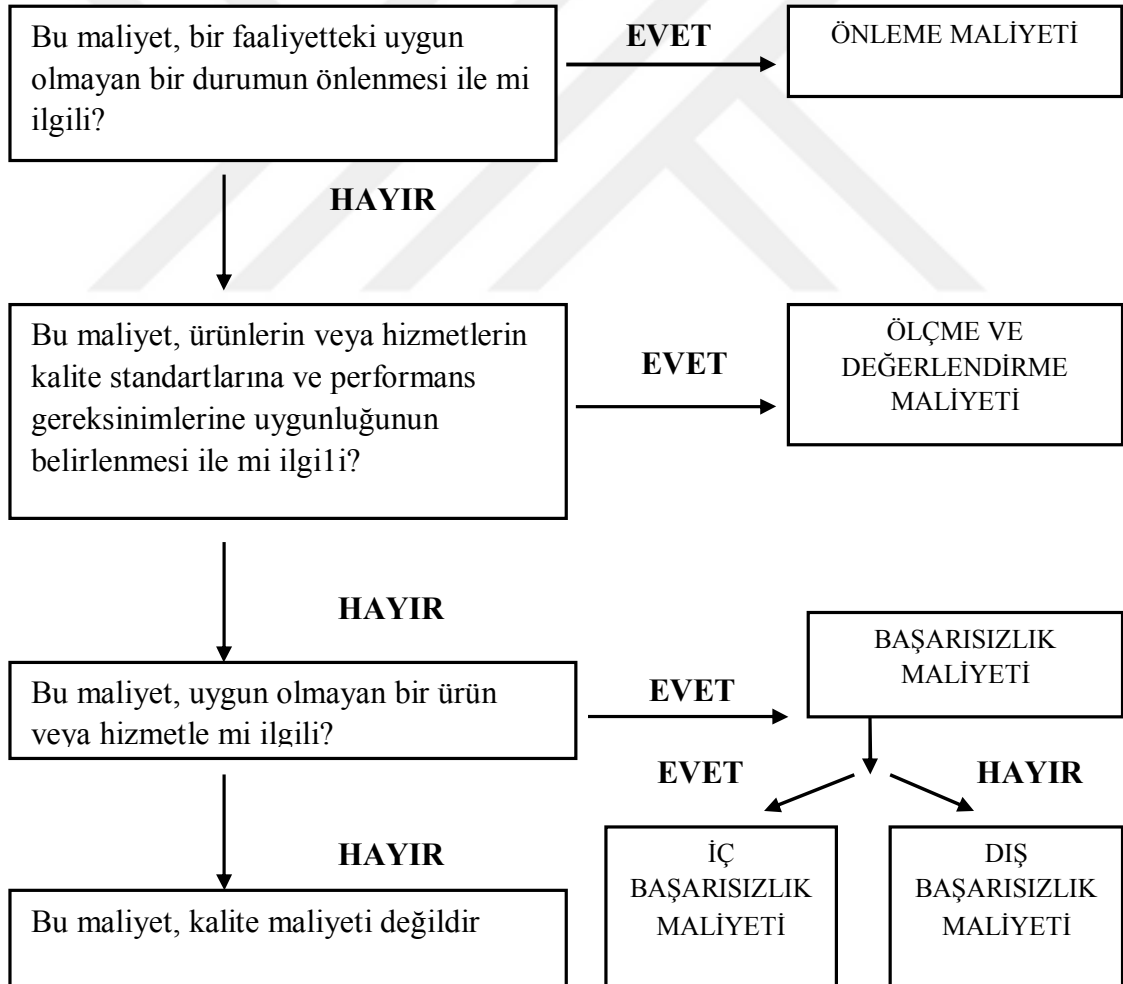 Bu maliyet, bir faaliyetteki uygun
olmayan bir durumun önlenmesi ile mi
ilgili?
EVET
ÖNLEME MALİYETİ
HAYIR
Bu maliyet, ürünlerin veya hizmetlerin
kalite standartlarına ve performans
gereksinimlerine uygunluğunun
belirlenmesi ile mi ilgi1i?
EVET
ÖLÇME VE
DEĞERLENDİRME
MALİYETİ
HAYIR
Bu maliyet, uygun olmayan bir ürün
veya hizmetle mi ilgili?
EVET
BAŞARISIZLIK
MALİYETİ
EVET
HAYIR
İÇ
BAŞARISIZLIK
MALİYETİ
DIŞ
BAŞARISIZLIK
MALİYETİ
HAYIR
Bu maliyet, kalite maliyeti değildir